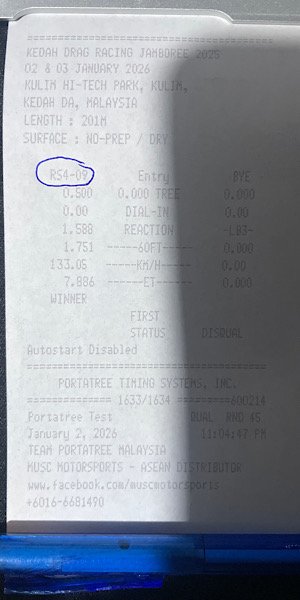 KEDAH DRAG RACING JAMBOREE 2025
02 & 03 JANUARY 2026
KULIM HI-TECH PARK, KULIM,
KEDAH DA, MALAYSIA
LENGTH : 201M
SURFACE : NO-PREP / DRY
RS4-09 Entry BYE
0.500 0.000 TREE 0.000
0.00 DIAL-IN 0.00
1.588 REACTION -LB3-
1.751 -----60FT----- 0.000
133.05 -----KM/H----- 0.00
7.886 ------ET------ 0.000
WINNER
FIRST
STATUS DISQUAL
Autostart Disabled
PORTATREE TIMING SYSTEMS, INC.
============== 1633/1634 =========600214
Portatree Test QUAL RND 45
January 2, 2026 11:04:47 PM
TEAM PORTATREE MALAYSIA
MUSC MOTORSPORTS - ASEAN DISTRIBUTOR
www.facebook.com/muscmotorsports
+6016-6681490